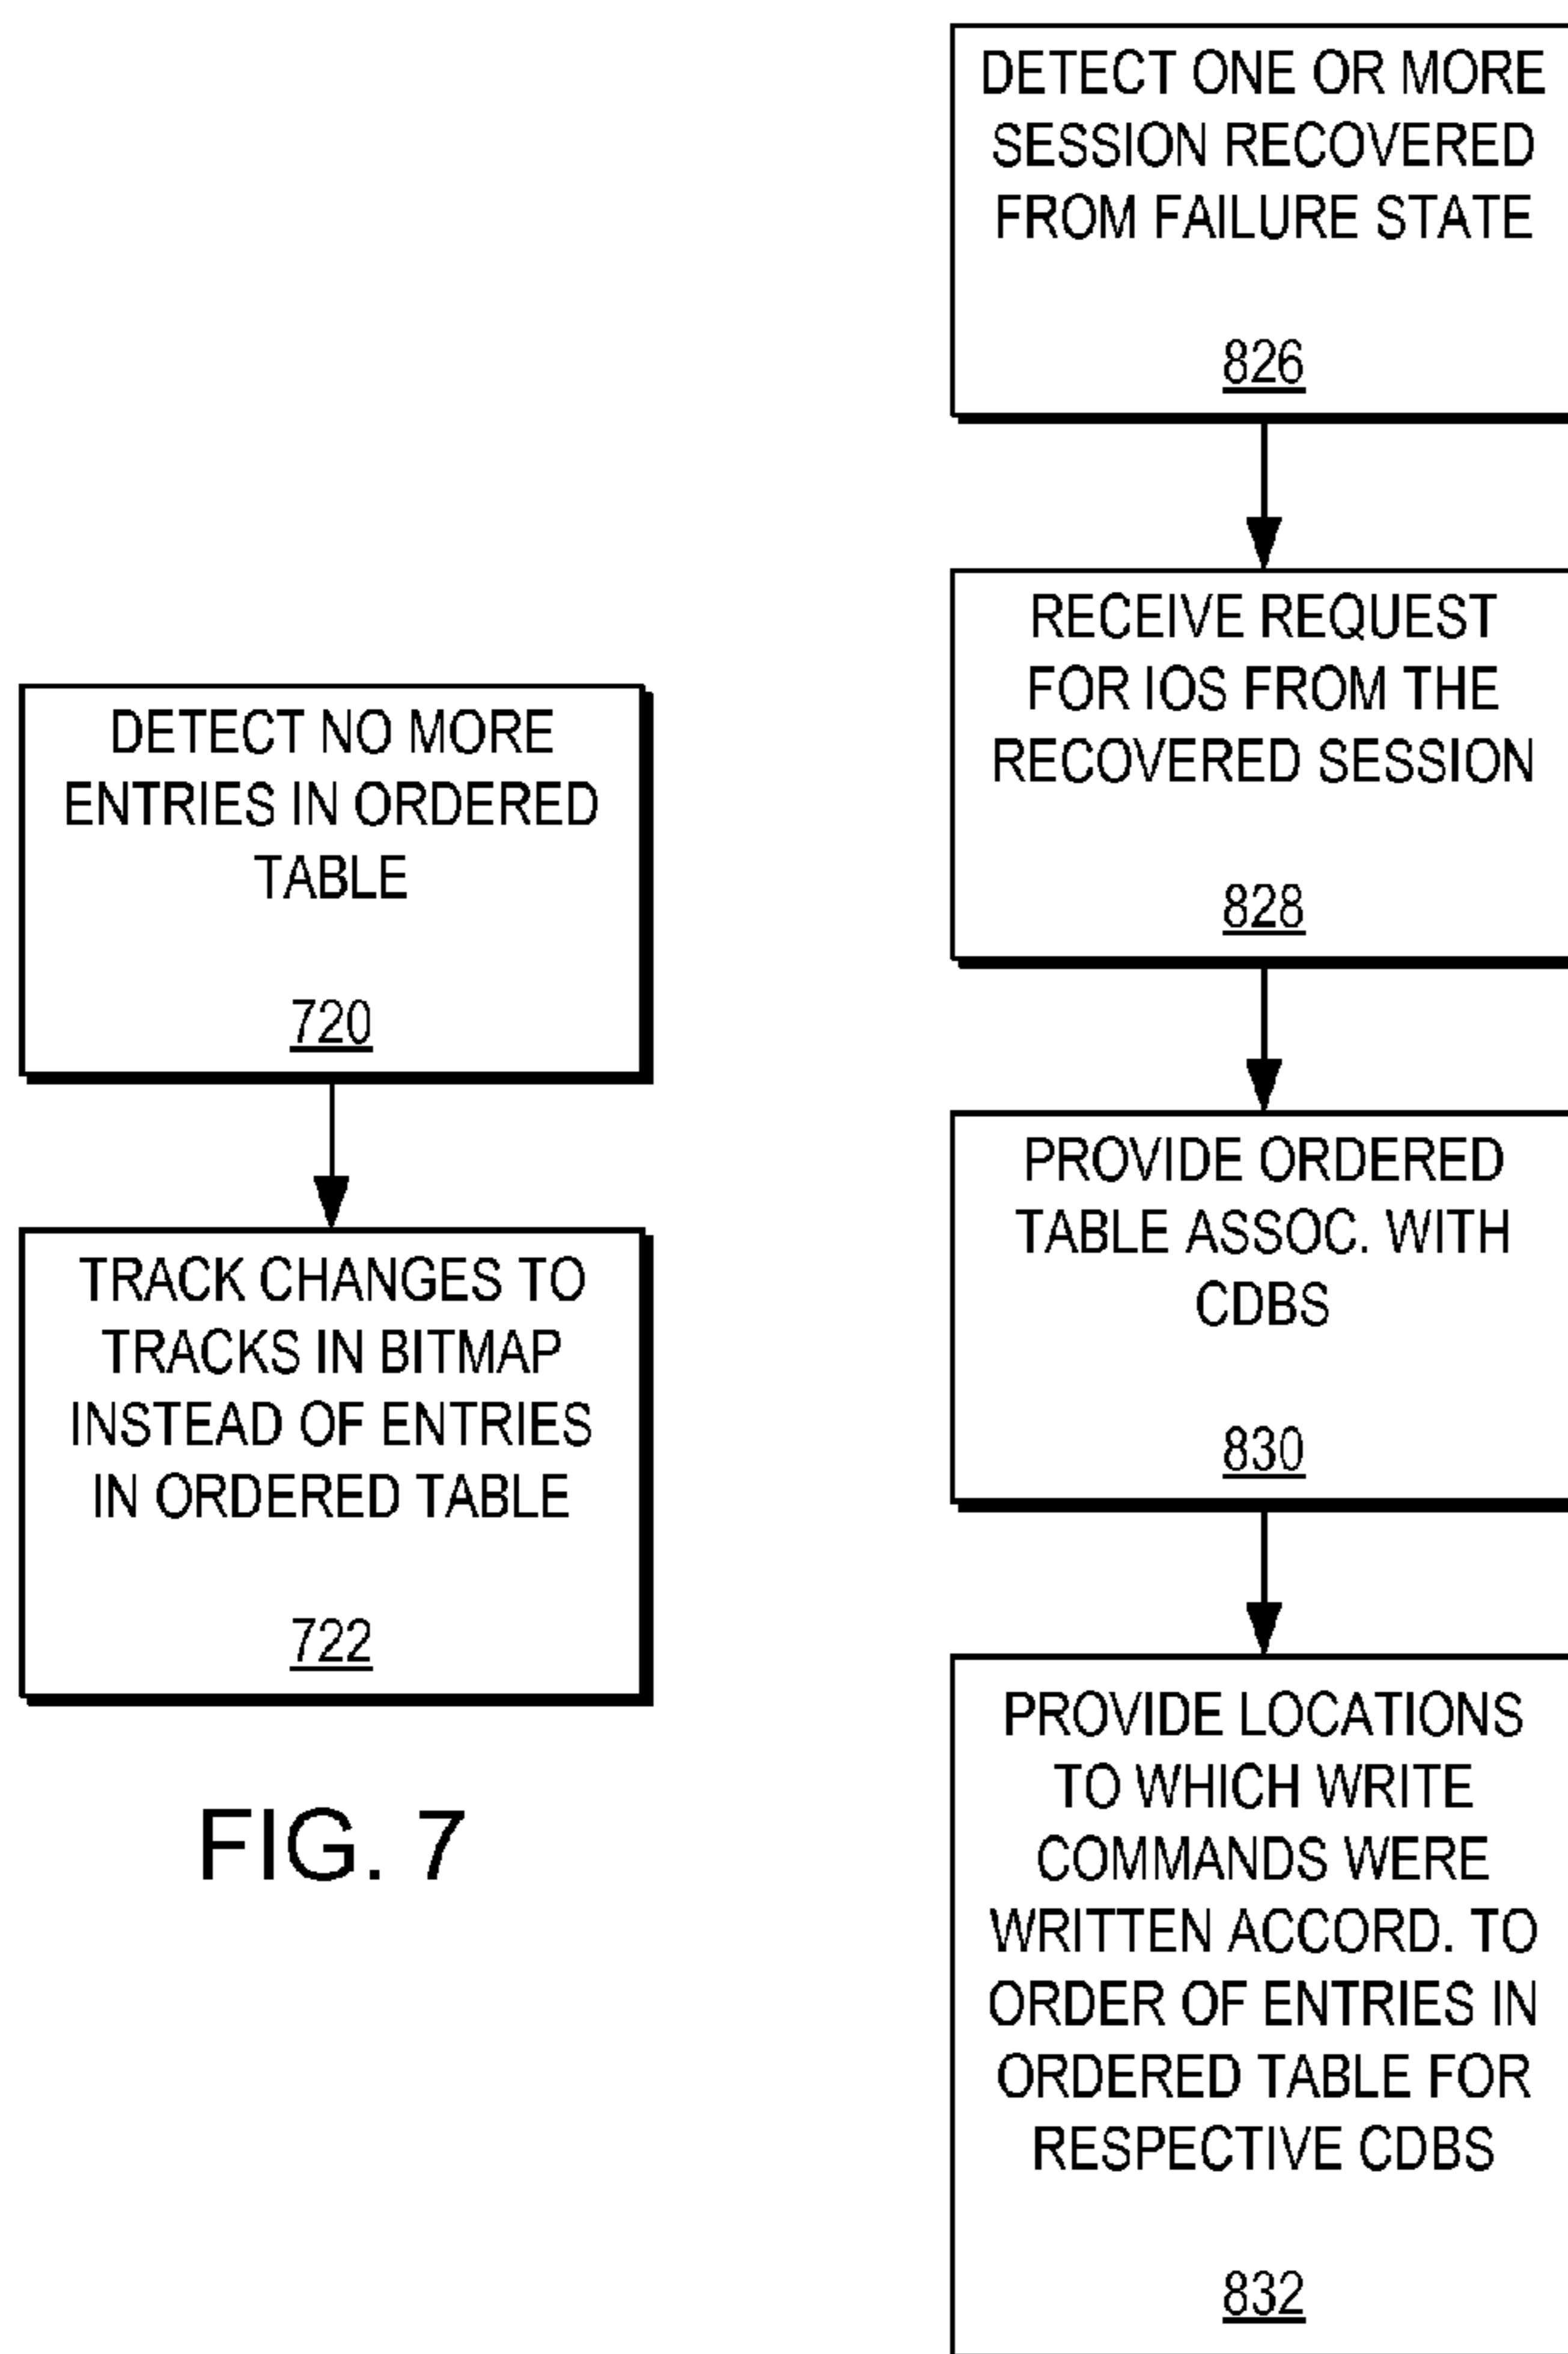 DETECT NO MORE
ENTRIES IN ORDERED
TABLE
720
TRACK CHANGES TO
TRACKS IN BITMAP
INSTEAD OF ENTRIES
IN ORDERED TABLE
722
FIG. 7
DETECT ONE OR MORE
SESSION RECOVERED
FROM FAILURE STATE
826
RECEIVE REQUEST
FOR IOS FROM THE
RECOVERED SESSION
828
PROVIDE ORDERED
TABLE ASSOC. WITH
CDBS
830
PROVIDE LOCATIONS
TO WHICH WRITE
COMMANDS WERE
WRITTEN ACCORD. TO
ORDER OF ENTRIES IN
ORDERED TABLE FOR
RESPECTIVE CDBS
832